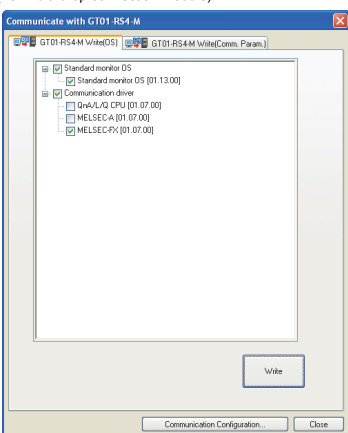 Communicate with GT01-RS4-M
GT01-RS4-M Write(OS)
GT01-RS4-M Write(Comm. Param.)
Standard monitor OS
Standard monitor OS [01.13.00]
Communication driver
QnA/L/Q CPU [01.07.00]
MELSEC-A [01.07.00]
MELSEC-FX [01.07.00]
Write
Communication Configuration...
Close